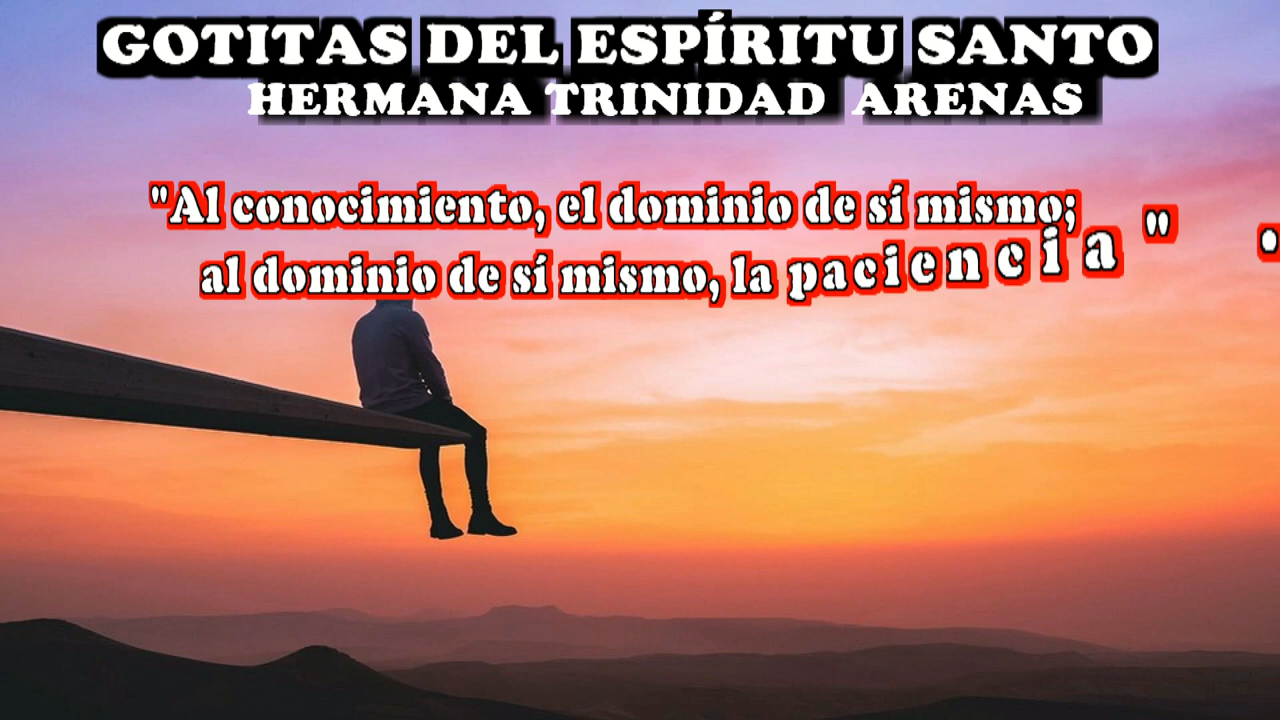 GOTITAS DEL ESPÍRITU SANTO
HERMANA TRINIDAD ARENAS
"Al conocimiento, el dominio de sí mismo;
al dominio de sí mismo, la paciencia" .